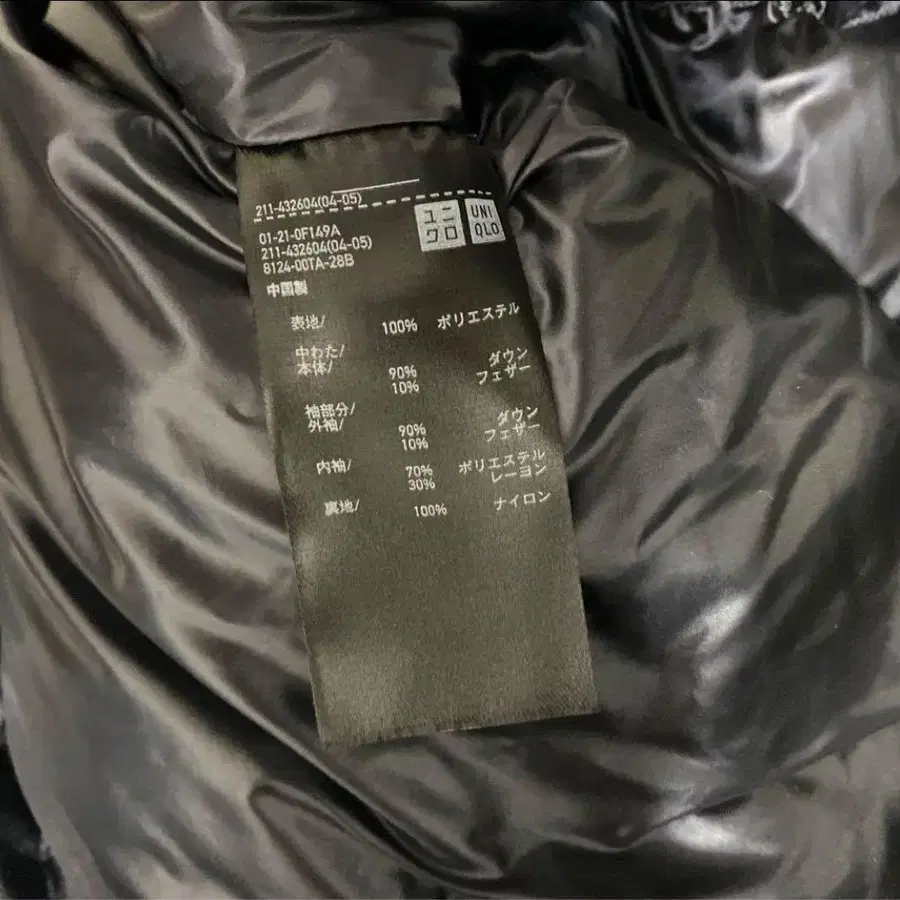 211-432604(04-05)
ユニ
クロ
UNI
QLO
01-21-0F149A
211-432604(04-05)
8124-00TA-28B
中国製
表地/ 100% ポリエステル
中わた/
本体/ 90% ダウン
10% フェザー
袖部分/
外袖/ 90% ダウン
10% フェザー
内袖/ 70% ポリエステル
30% レーヨン
裏地/ 100% ナイロン